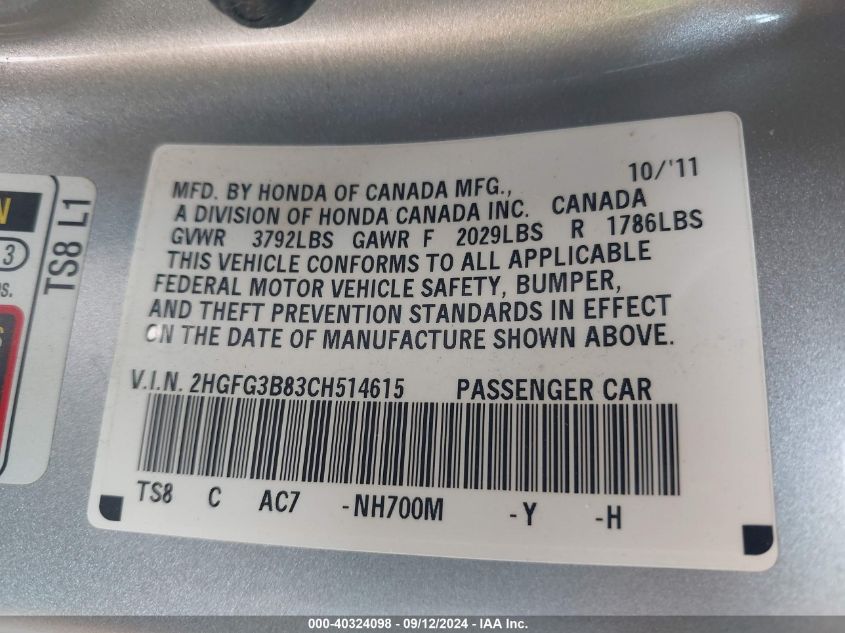 10/'11
MFD. BY HONDA OF CANADA MFG.,
A DIVISION OF HONDA CANADA INC. CANADA
GVWR 3792LBS GAWR F 2029LBS R 1786LBS
THIS VEHICLE CONFORMS TO ALL APPLICABLE
FEDERAL MOTOR VEHICLE SAFETY, BUMPER,
AND THEFT PREVENTION STANDARDS IN EFFECT
ON THE DATE OF MANUFACTURE SHOWN ABOVE.
V.I.N. 2HGFG3B83CH514615 PASSENGER CAR
TS8 C AC7 -NH700M -Y -H
TS8 L1
3
000-40324098 - 09/12/2024 - IAA Inc.